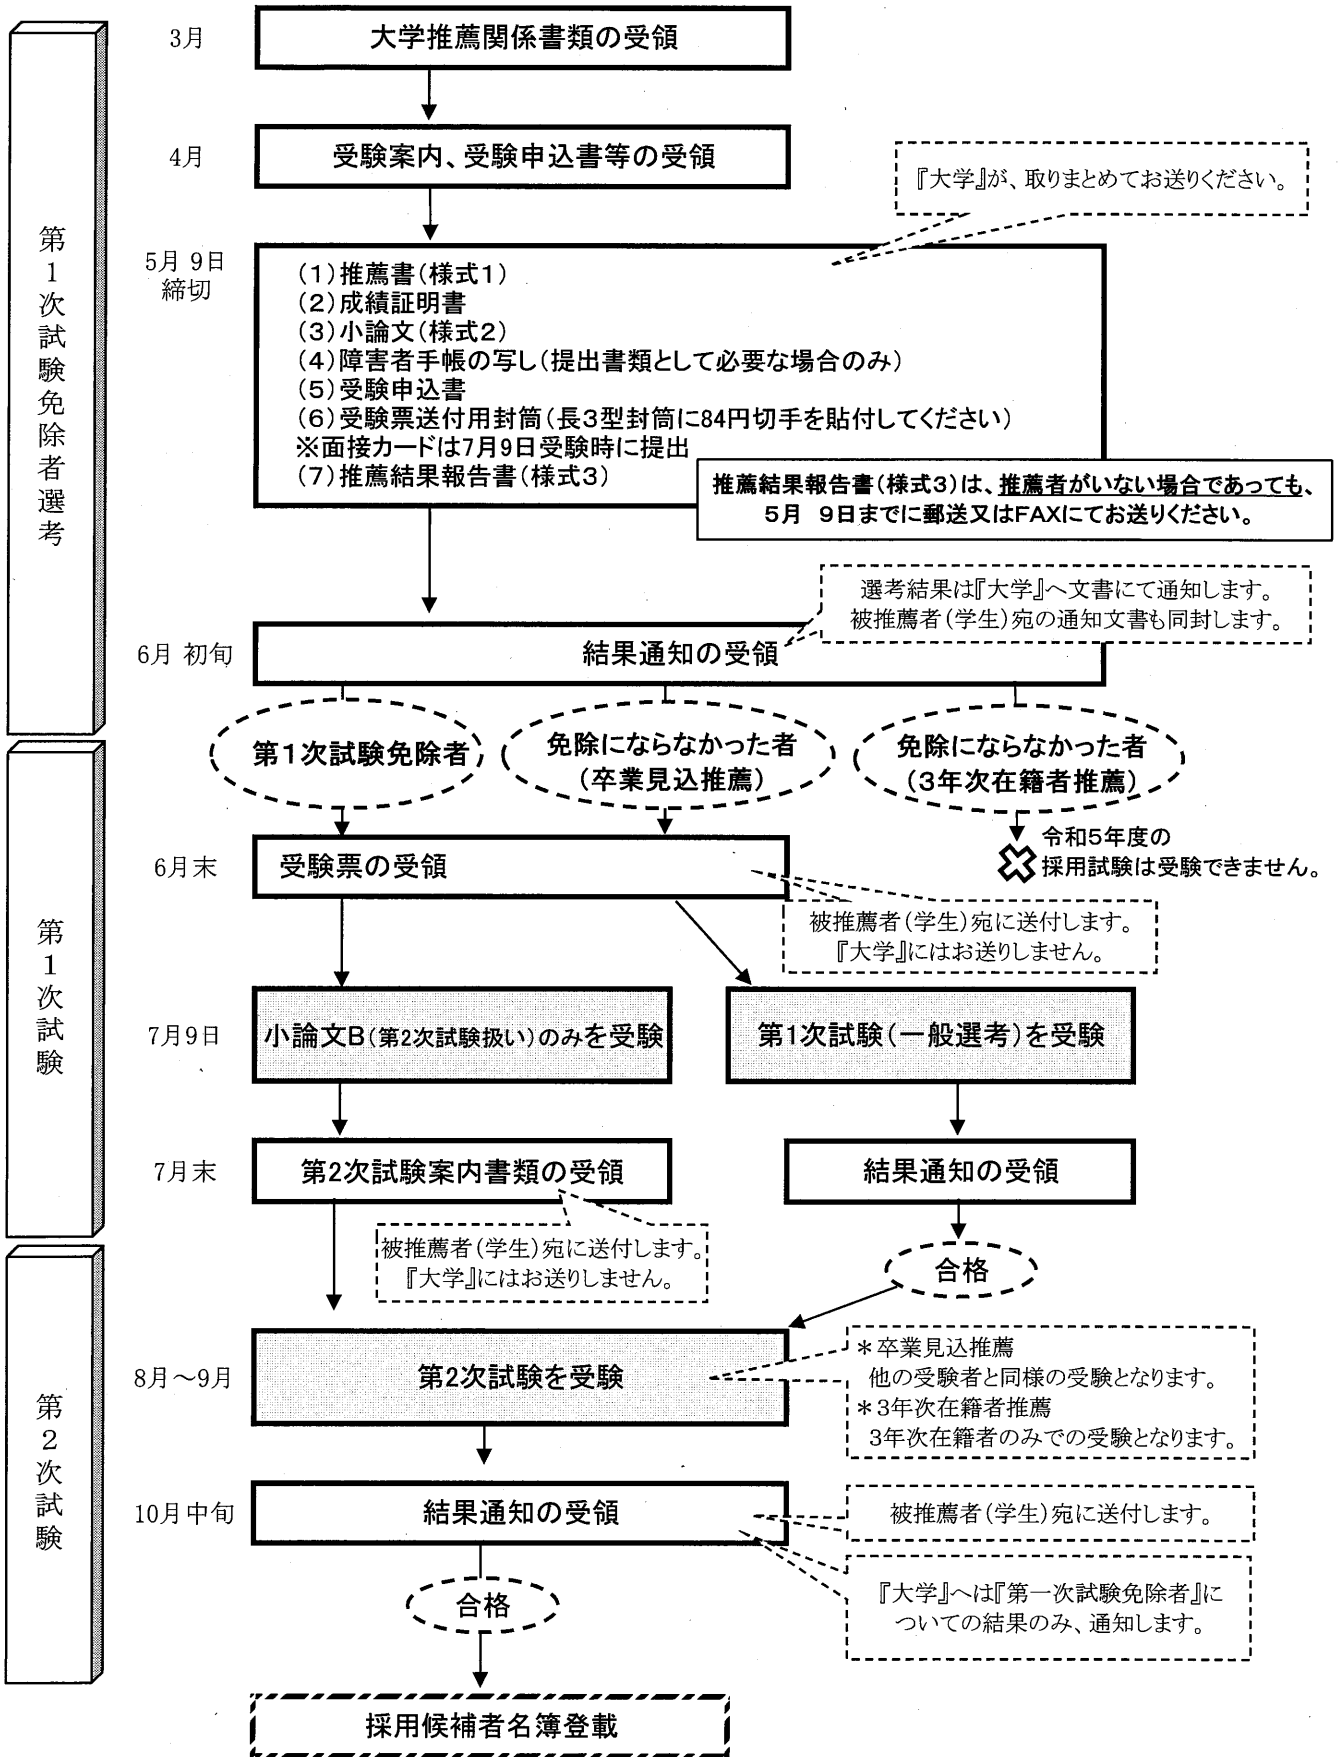 第1次試験免除者選考
3月
大学推薦関係書類の受領
4月
受験案内、受験申込書等の受領
『大学』が、取りまとめてお送りください。
5月 9日
締切
(1)推薦書(様式1)
(2)成績証明書
(3)小論文(様式2)
(4)障害者手帳の写し(提出書類として必要な場合のみ)
(5)受験申込書
(6)受験票送付用封筒(長3型封筒に84円切手を貼付してください)
※面接カードは7月9日受験時に提出
(7)推薦結果報告書(様式3)
推薦結果報告書(様式3)は、推薦者がいない場合であっても、
5月 9日までに郵送又はFAXにてお送りください。
選考結果は『大学』へ文書にて通知します。
被推薦者(学生)宛の通知文書も同封します。
6月 初旬
結果通知の受領
第1次試験免除者
免除にならなかった者
(卒業見込推薦)
免除にならなかった者
(3年次在籍者推薦)
令和5年度の
採用試験は受験できません。
第1次試験
6月末
受験票の受領
被推薦者(学生)宛に送付します。
『大学』にはお送りしません。
7月9日
小論文B(第2次試験扱い)のみを受験
第1次試験(一般選考)を受験
7月末
第2次試験案内書類の受領
結果通知の受領
被推薦者(学生)宛に送付します。
『大学』にはお送りしません。
合格
第2次試験
8月~9月
第2次試験を受験
*卒業見込推薦
他の受験者と同様の受験となります。
*3年次在籍者推薦
3年次在籍者のみでの受験となります。
10月中旬
結果通知の受領
被推薦者(学生)宛に送付します。
『大学』へは『第一次試験免除者』に
ついての結果のみ、通知します。
合格
採用候補者名簿登載